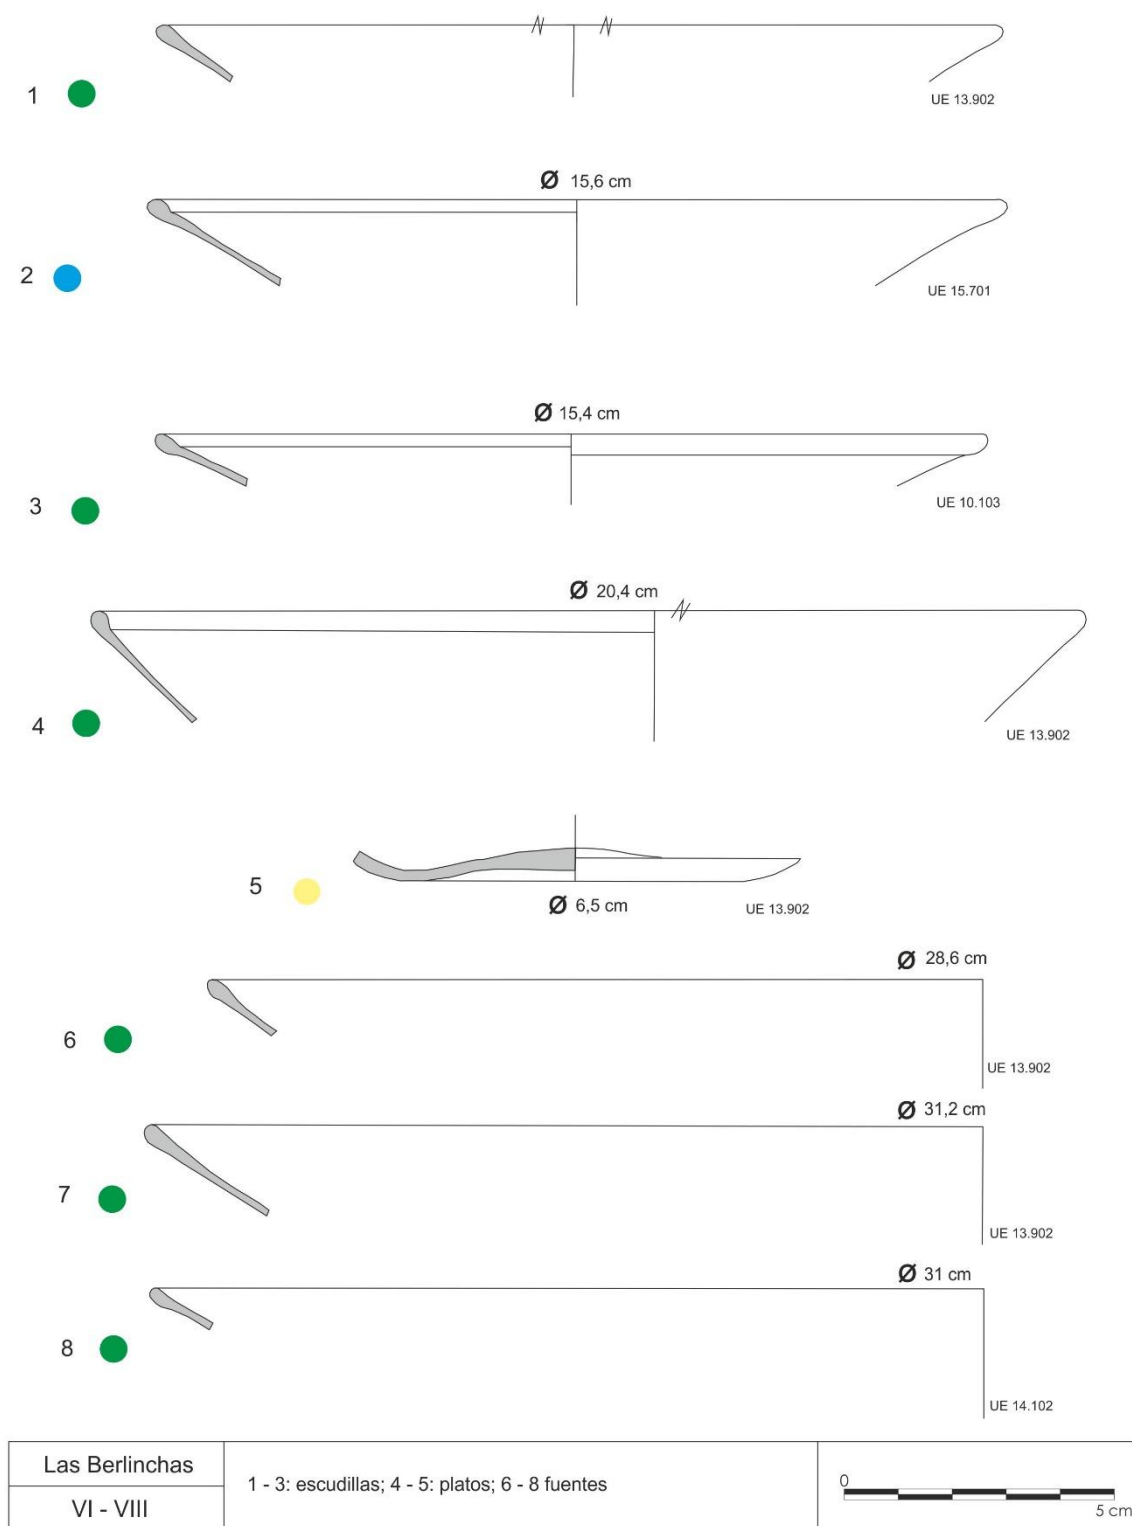 1
UE 13.902
Ø 15,6 cm
2
UE 15.701
Ø 15,4 cm
3
UE 10.103
Ø 20,4 cm
4
UE 13.902
5
Ø 6,5 cm
UE 13.902
Ø 28,6 cm
6
UE 13.902
Ø 31,2 cm
7
UE 13.902
Ø 31 cm
8
UE 14.102
Las Berlinchas
VI - VIII
1 - 3: escudillas; 4 - 5: platos; 6 - 8 fuentes
0
5 cm